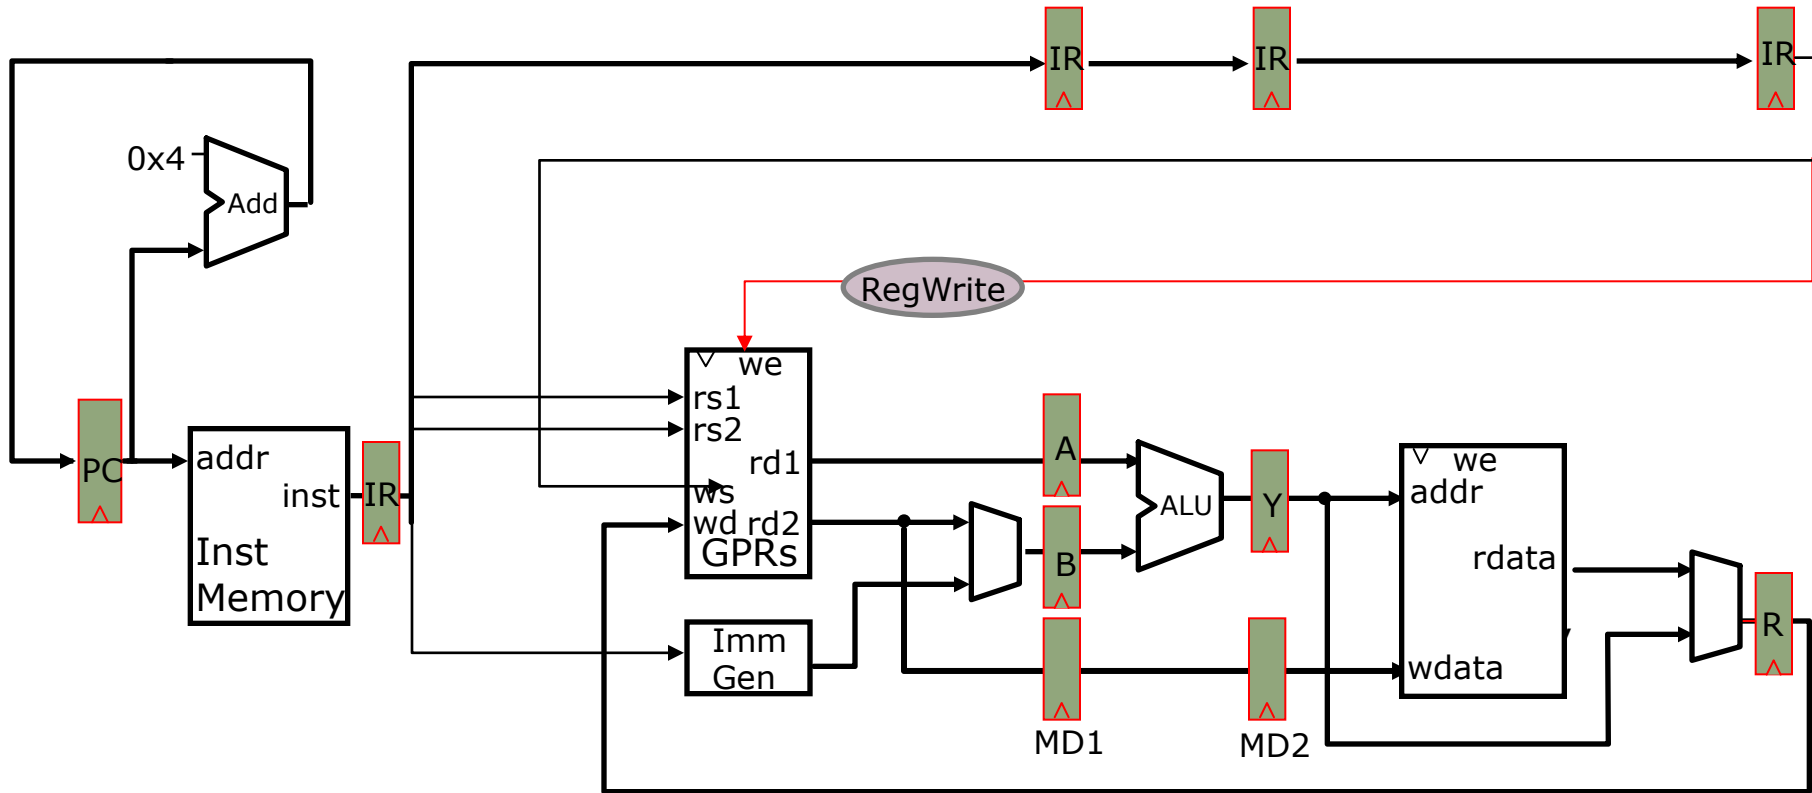 IR
IR
IR
0x4
Add
RegWrite
we
rs1
rs2
rd1
ws
wd rd2
GPRs
PC
addr
inst
Inst
Memory
IR
A
B
ALU
Y
we
addr
rdata
wdata
R
Imm
Gen
MD1
MD2